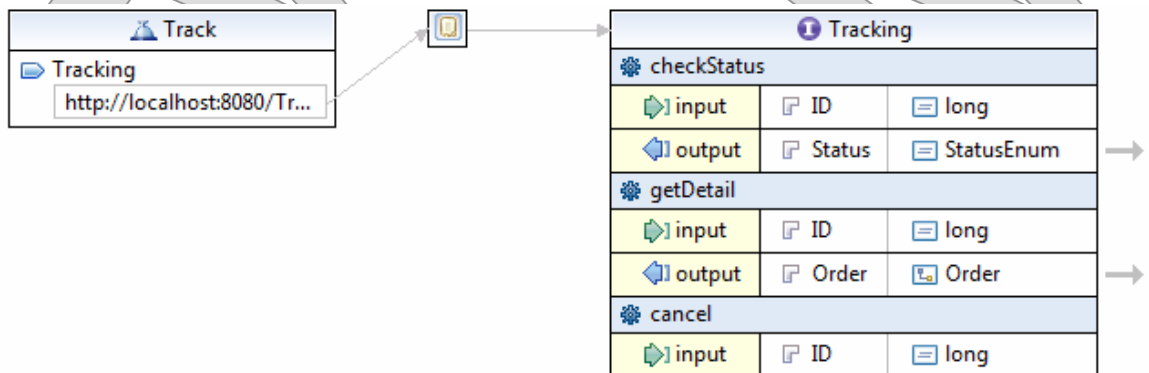 Track
Tracking
http://localhost:8080/Tr...
Tracking
checkStatus
input ID long
output Status StatusEnum
getDetail
input ID long
output Order Order
cancel
input ID long